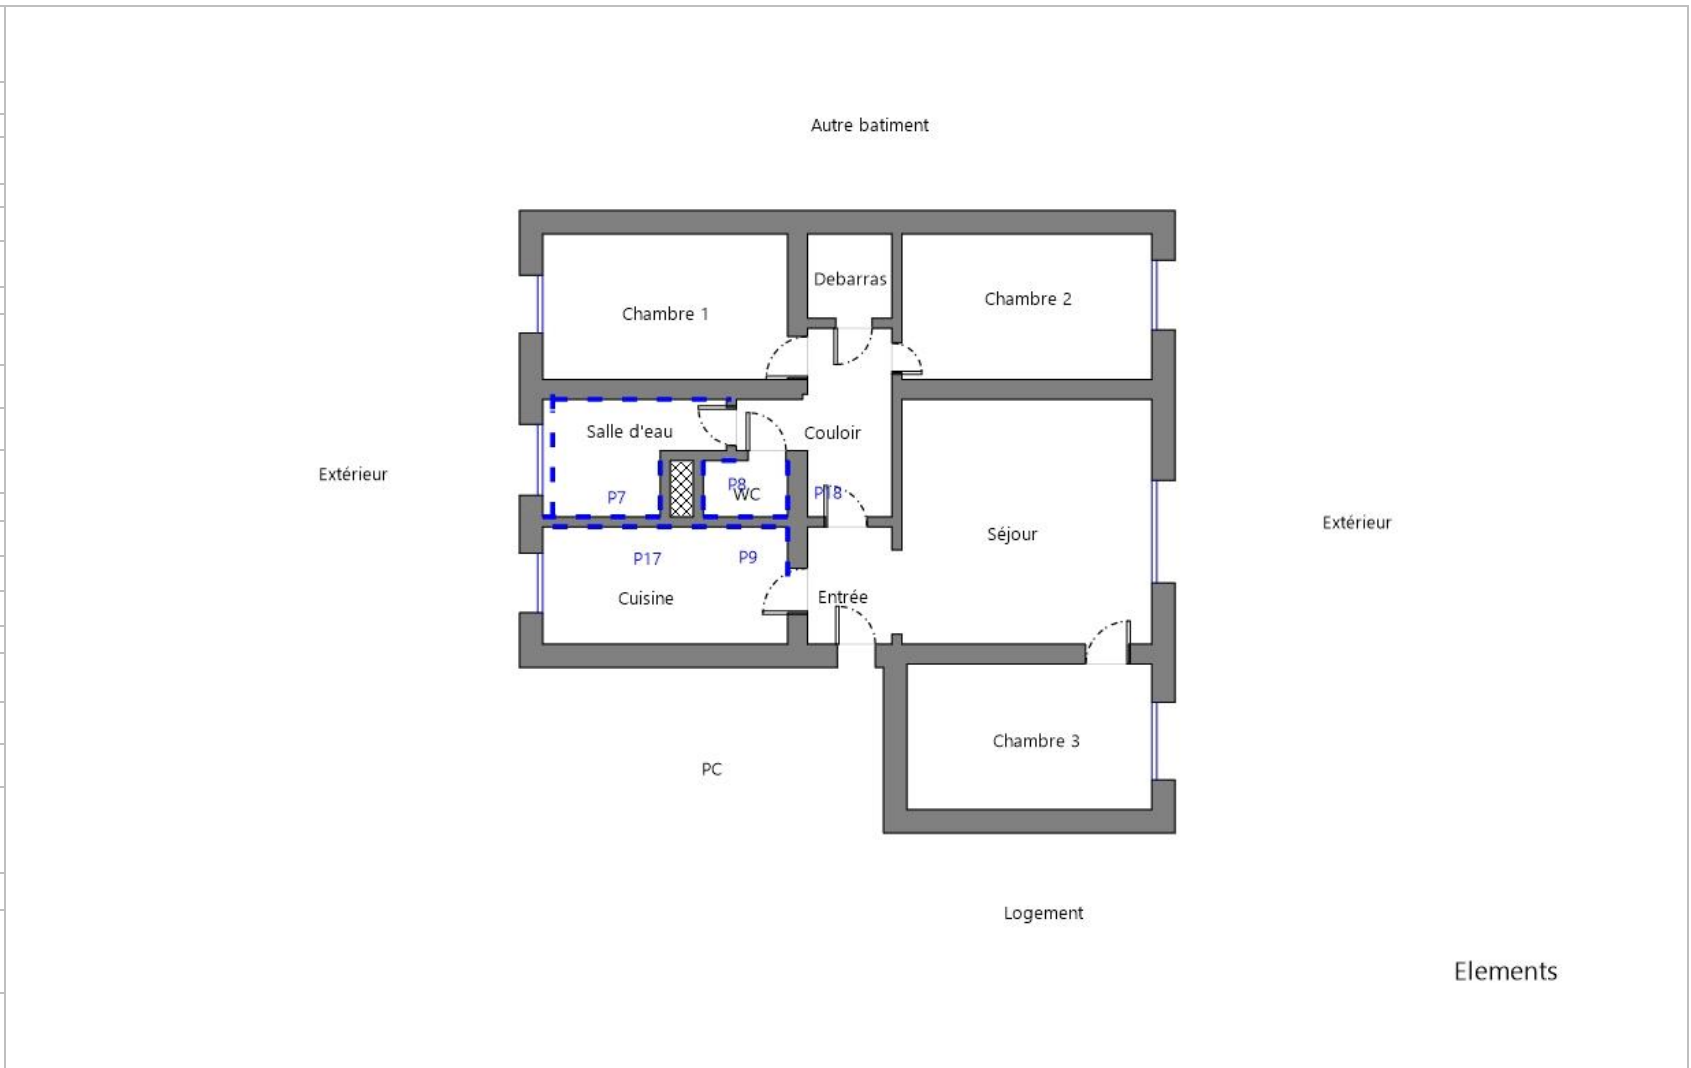 Autre batiment
Debarras
Chambre 2
Chambre 1
Salle d'eau
Couloir
Extérieur
P8
WC
P7
P18
Extérieur
Séjour
P17
P9
Cuisine
Entrée
Chambre 3
PC
Logement
Elements